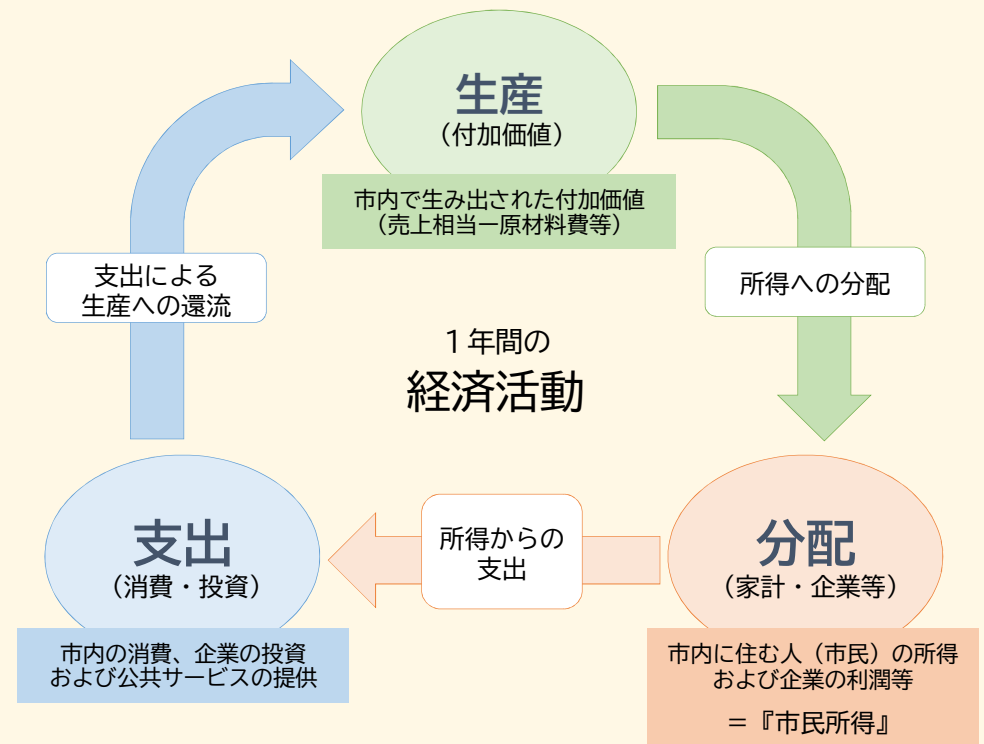 生産
（付加価値）
市内で生み出された付加価値
（売上相当ー原材料費等）
支出による
生産への還流
所得への分配
１年間の
経済活動
支出
（消費・投資）
市内の消費、企業の投資
および公共サービスの提供
所得からの
支出
分配
（家計・企業等）
市内に住む人（市民）の所得
および企業の利潤等
＝『市民所得』